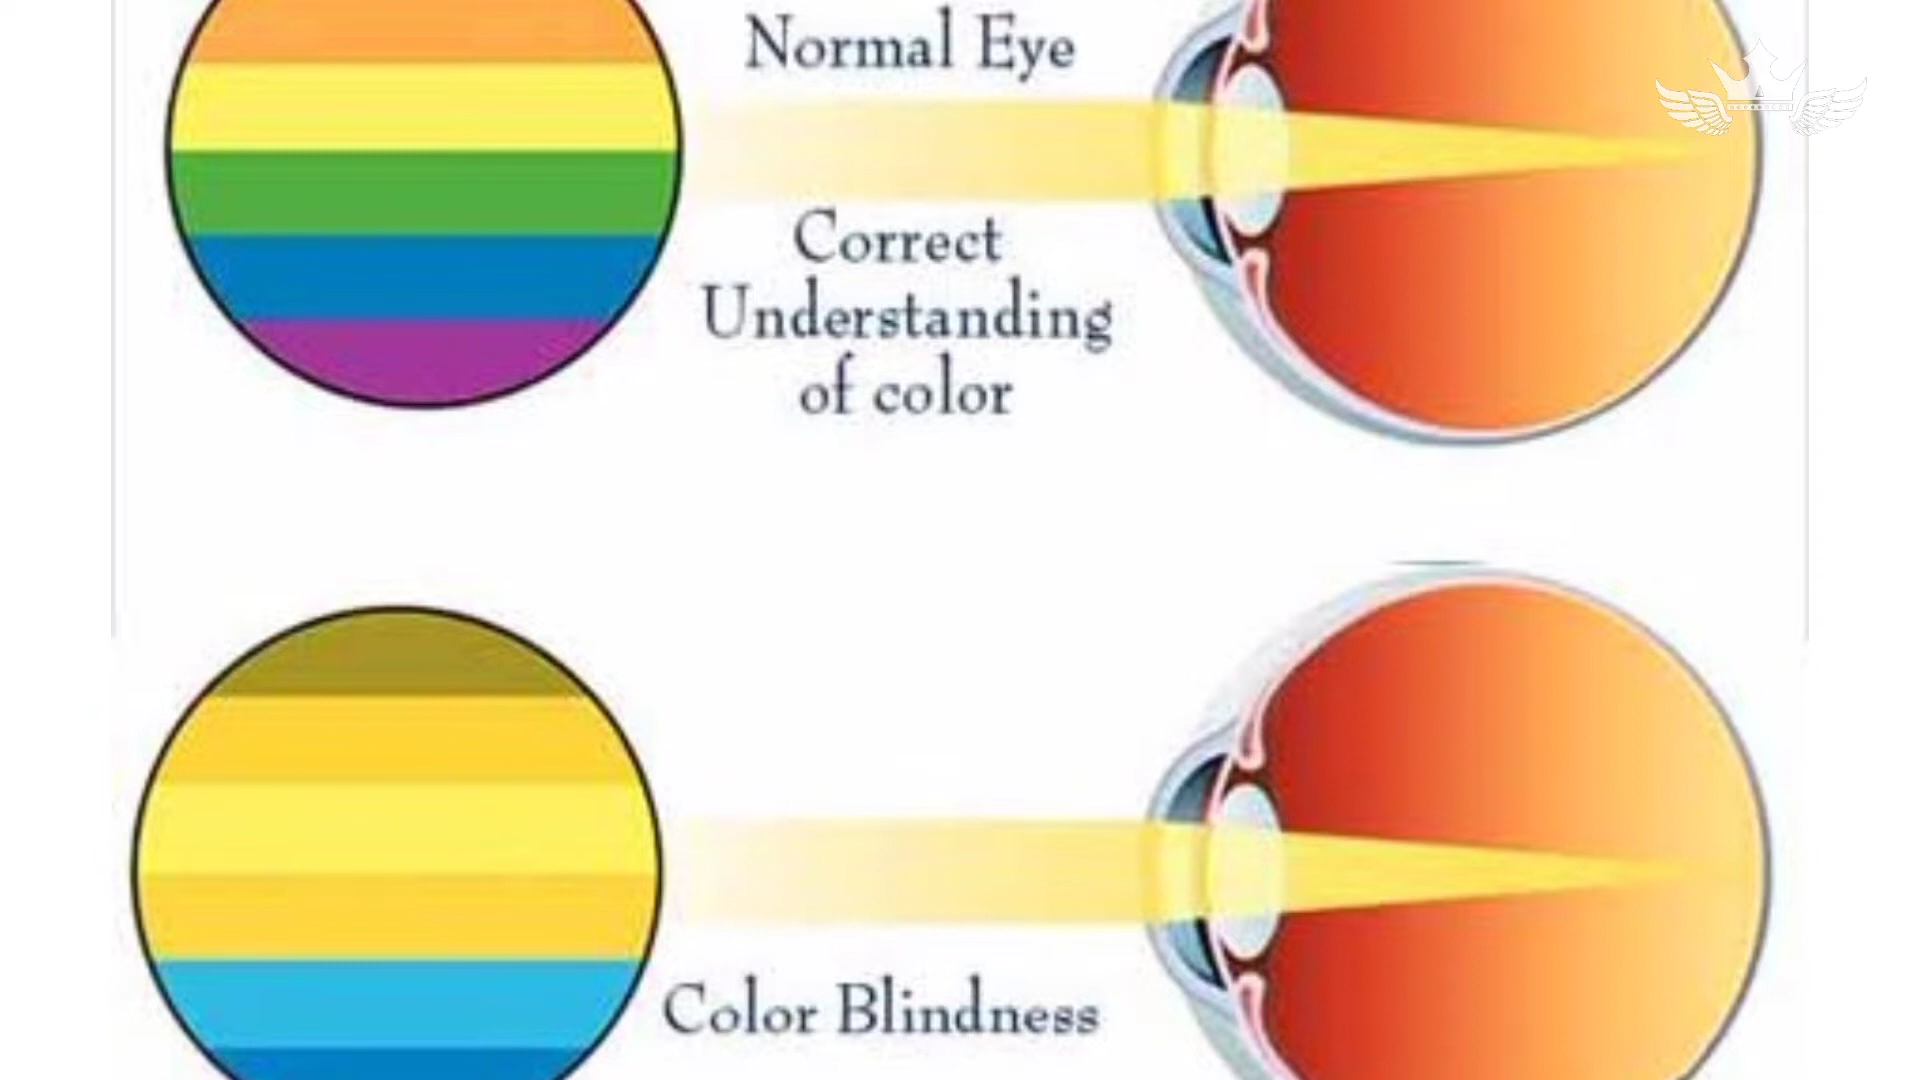 Normal Eye
Correct
Understanding
of color
Color Blindness